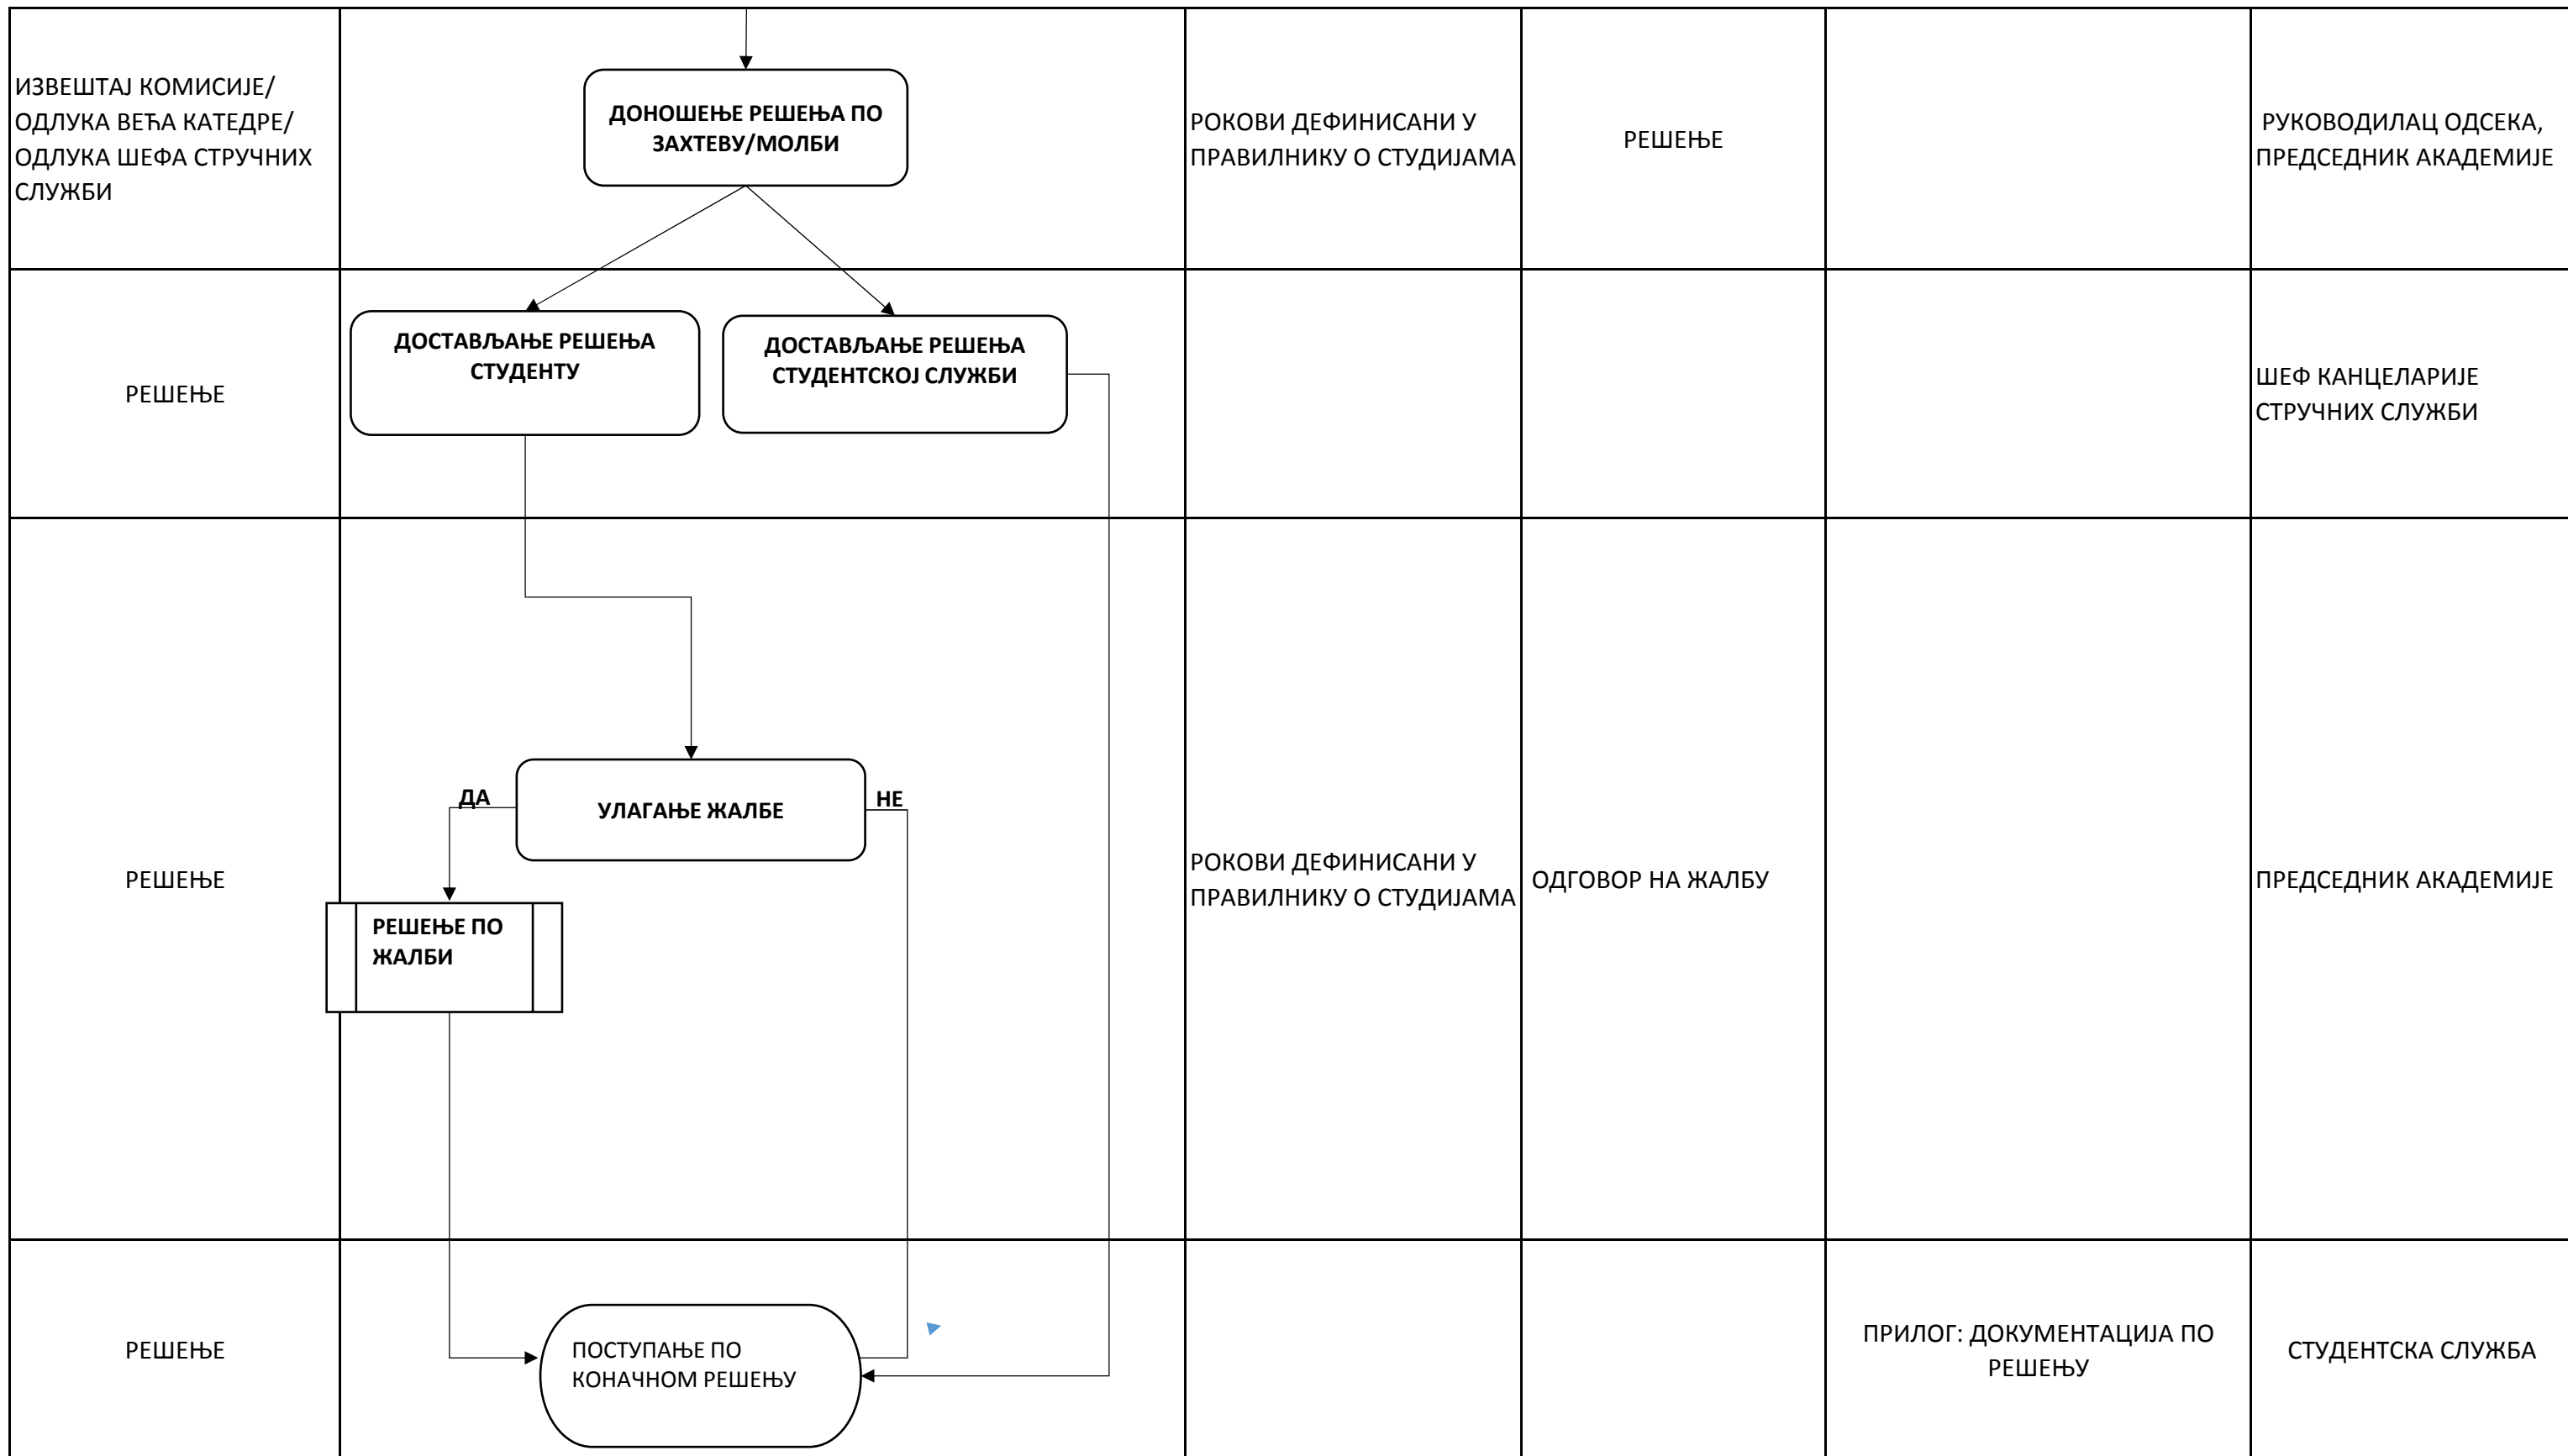 ИЗВЕШТАЈ КОМИСИЈЕ/
ОДЛУКА ВЕЋА КАТЕДРЕ/
ОДЛУКА ШЕФА СТРУЧНИХ
СЛУЖБИ
ДОНОШЕЊЕ РЕШЕЊА ПО
ЗАХТЕВУ/МОЛБИ
РОКОВИ ДЕФИНИСАНИ У
ПРАВИЛНИКУ О СТУДИЈАМА
РЕШЕЊЕ
РУКОВОДИЛАЦ ОДСЕКА,
ПРЕДСЕДНИК АКАДЕМИЈЕ
РЕШЕЊЕ
ДОСТАВЉАЊЕ РЕШЕЊА
СТУДЕНТУ
ДОСТАВЉАЊЕ РЕШЕЊА
СТУДЕНТСКОЈ СЛУЖБИ
ШЕФ КАНЦЕЛАРИЈЕ
СТРУЧНИХ СЛУЖБИ
РЕШЕЊЕ
ДА
УЛАГАЊЕ ЖАЛБЕ
НЕ
РЕШЕЊЕ ПО
ЖАЛБИ
РОКОВИ ДЕФИНИСАНИ У
ПРАВИЛНИКУ О СТУДИЈАМА
ОДГОВОР НА ЖАЛБУ
ПРЕДСЕДНИК АКАДЕМИЈЕ
РЕШЕЊЕ
ПОСТУПАЊЕ ПО
КОНАЧНОМ РЕШЕЊУ
ПРИЛОГ: ДОКУМЕНТАЦИЈА ПО
РЕШЕЊУ
СТУДЕНТСКА СЛУЖБА